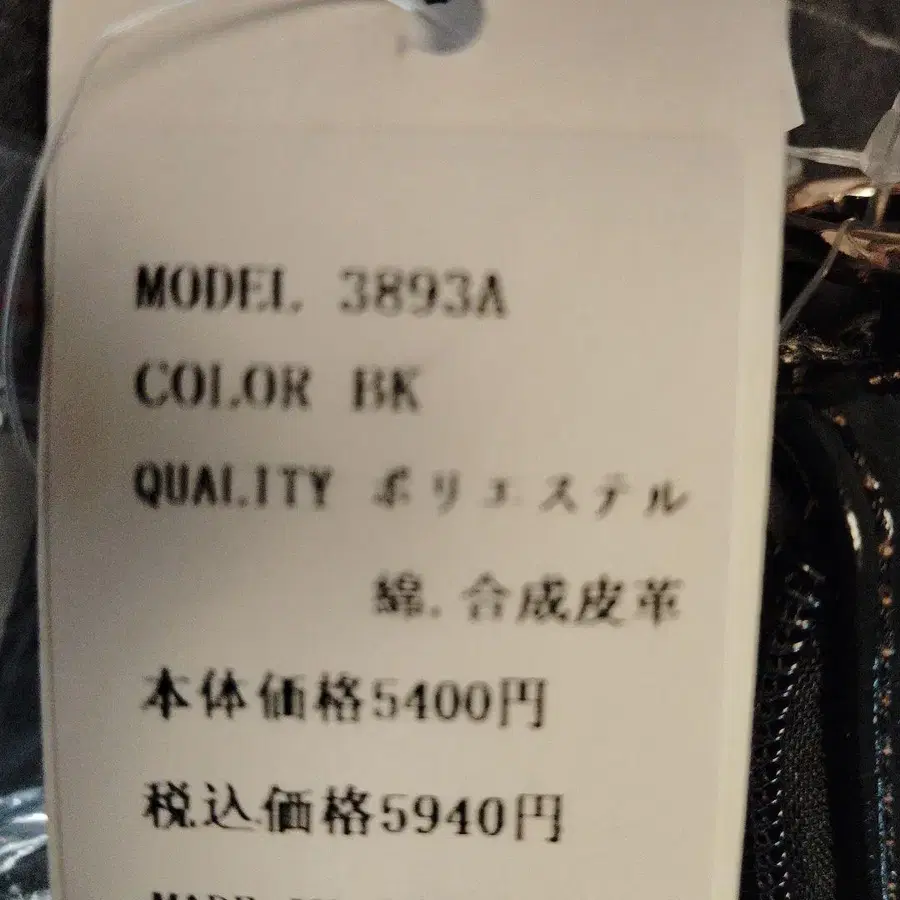 MODEL 3893A
COLOR BK
QUALITY ポリエステル
綿.合成皮革
本体価格5400円
税込価格5940円